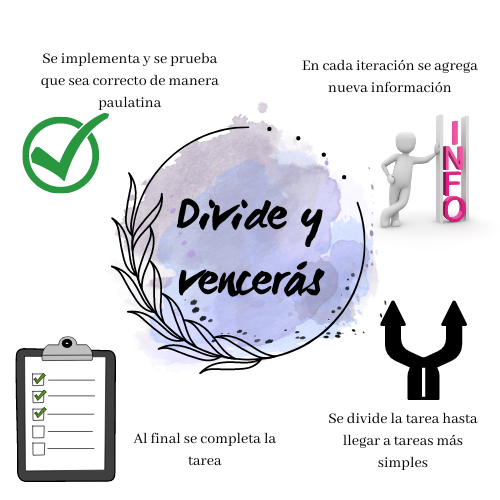 Se implementa y se prueba
que sea correcto de manera
paulatina
En cada iteración se agrega
nueva información
INFO
Divide y
vencerás
Se divide la tarea hasta
llegar a tareas más
simples
Al final se completa la
tarea